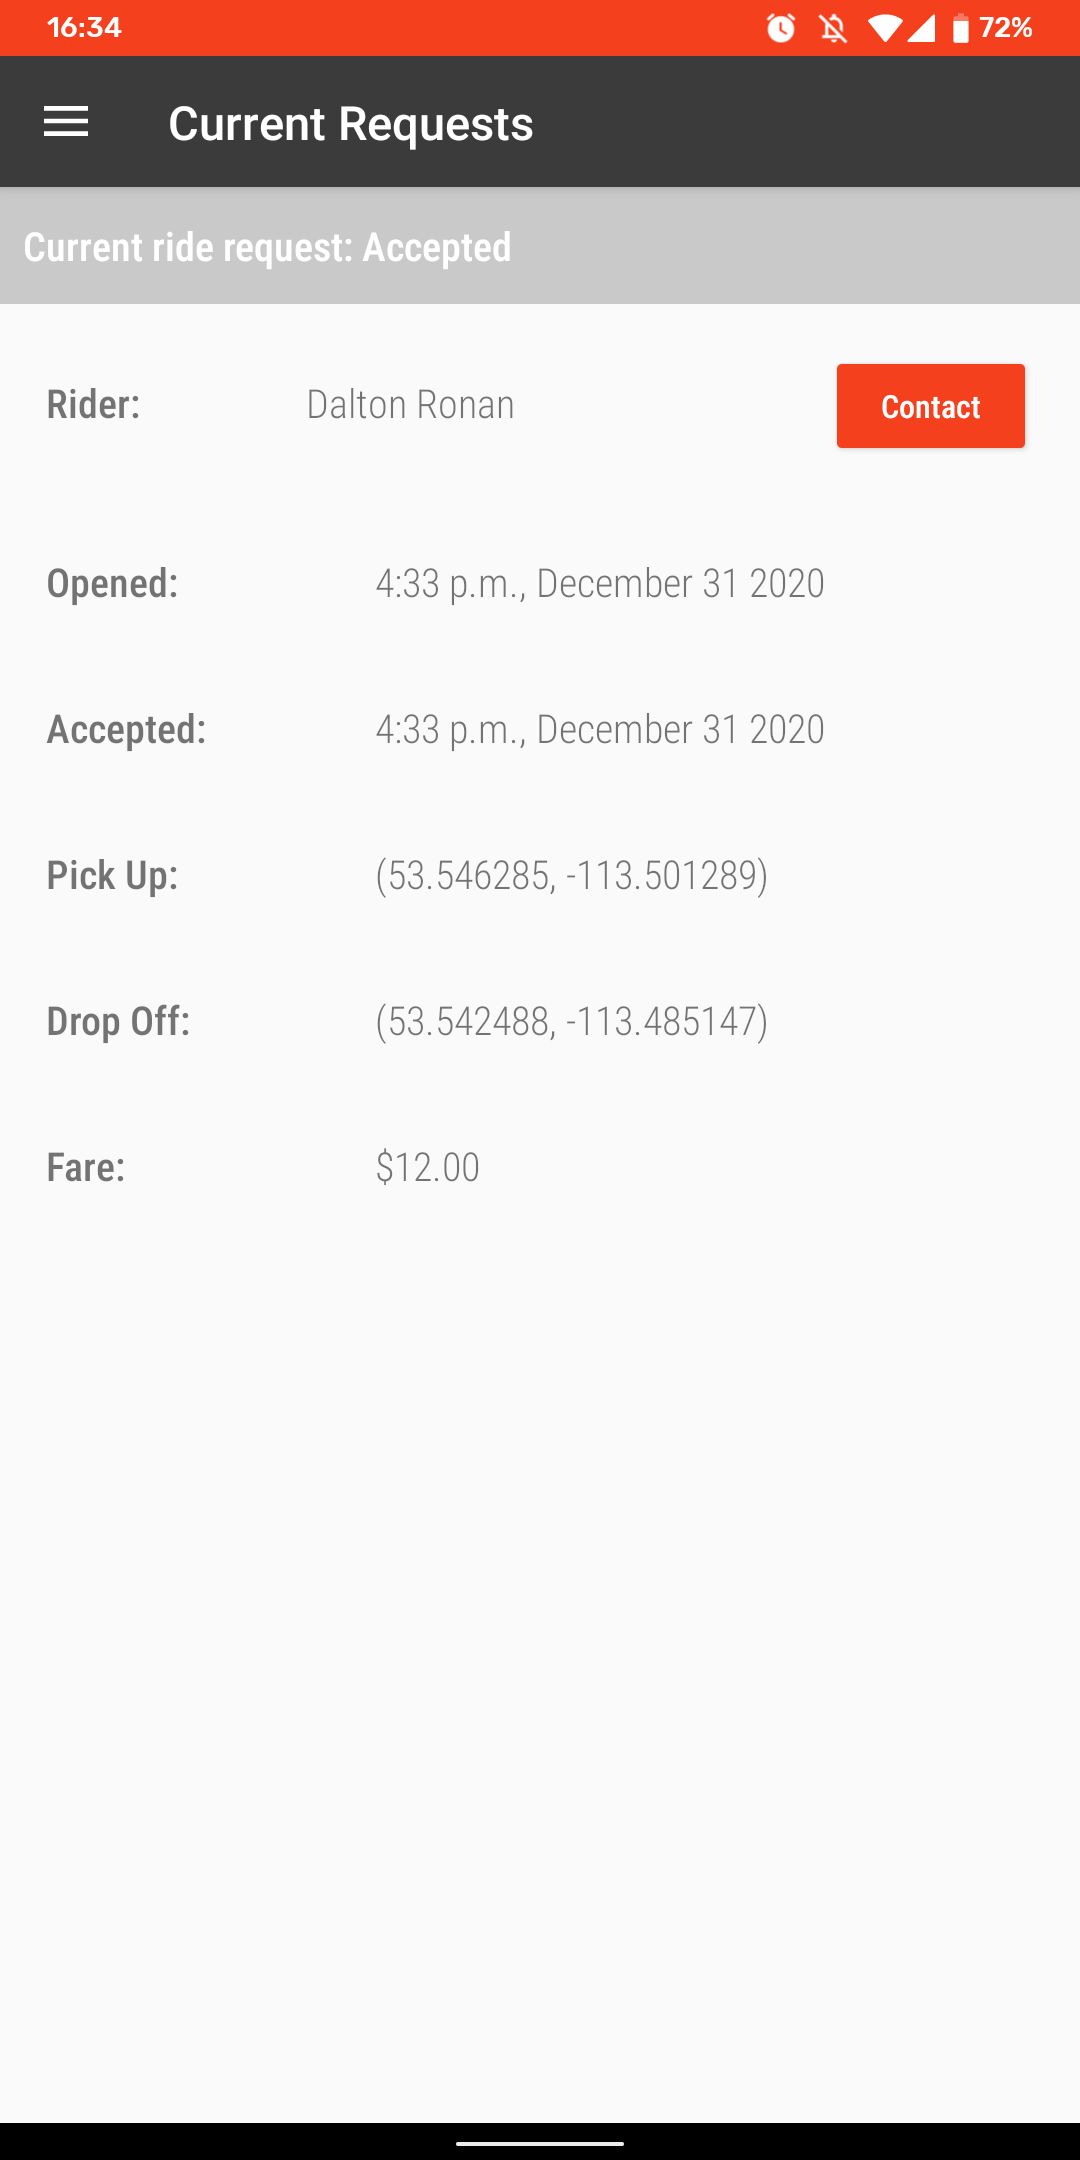 16:34 72%
Current Requests
Current ride request: Accepted
Rider: Dalton Ronan Contact
Opened: 4:33 p.m., December 31 2020
Accepted: 4:33 p.m., December 31 2020
Pick Up: (53.546285, -113.501289)
Drop Off: (53.542488, -113.485147)
Fare: $12.00